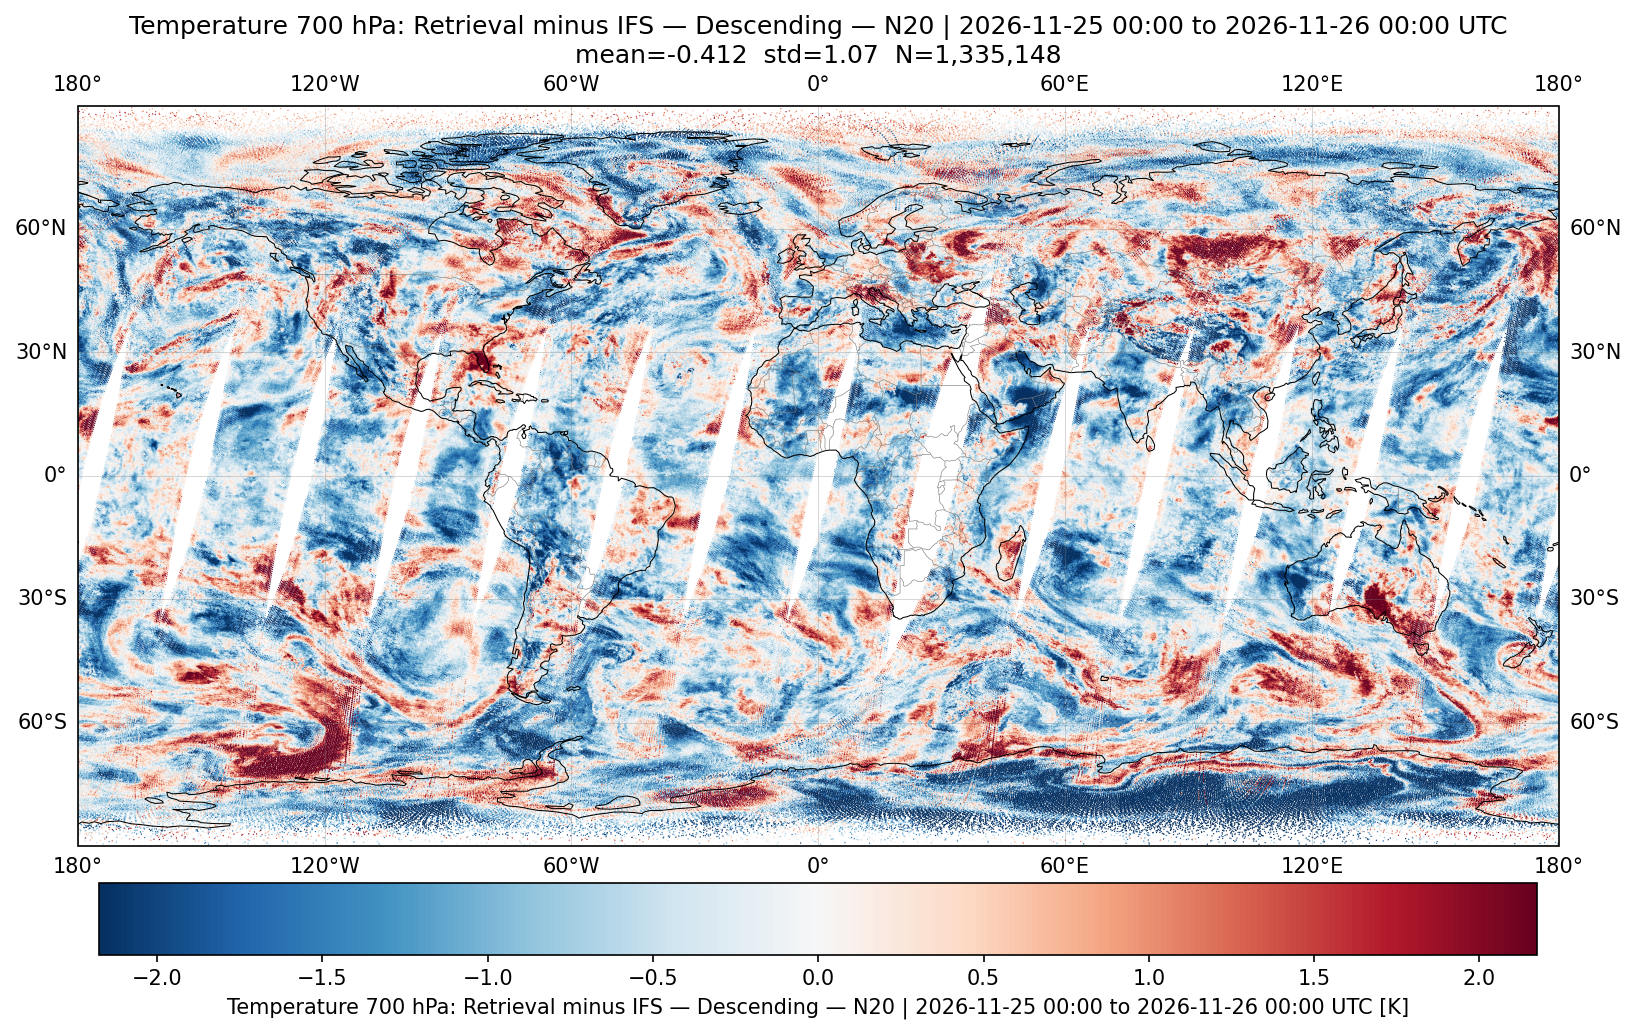 Temperature 700 hPa: Retrieval minus IFS — Descending — N20 | 2026-11-25 00:00 to 2026-11-26 00:00 UTC
mean=-0.412  std=1.07  N=1,335,148
180° 120°W 60°W 0° 60°E 120°E 180°
60°N 60°N
30°N 30°N
0° 0°
30°S 30°S
60°S 60°S
180° 120°W 60°W 0° 60°E 120°E 180°
−2.0 −1.5 −1.0 −0.5 0.0 0.5 1.0 1.5 2.0
Temperature 700 hPa: Retrieval minus IFS — Descending — N20 | 2026-11-25 00:00 to 2026-11-26 00:00 UTC [K]